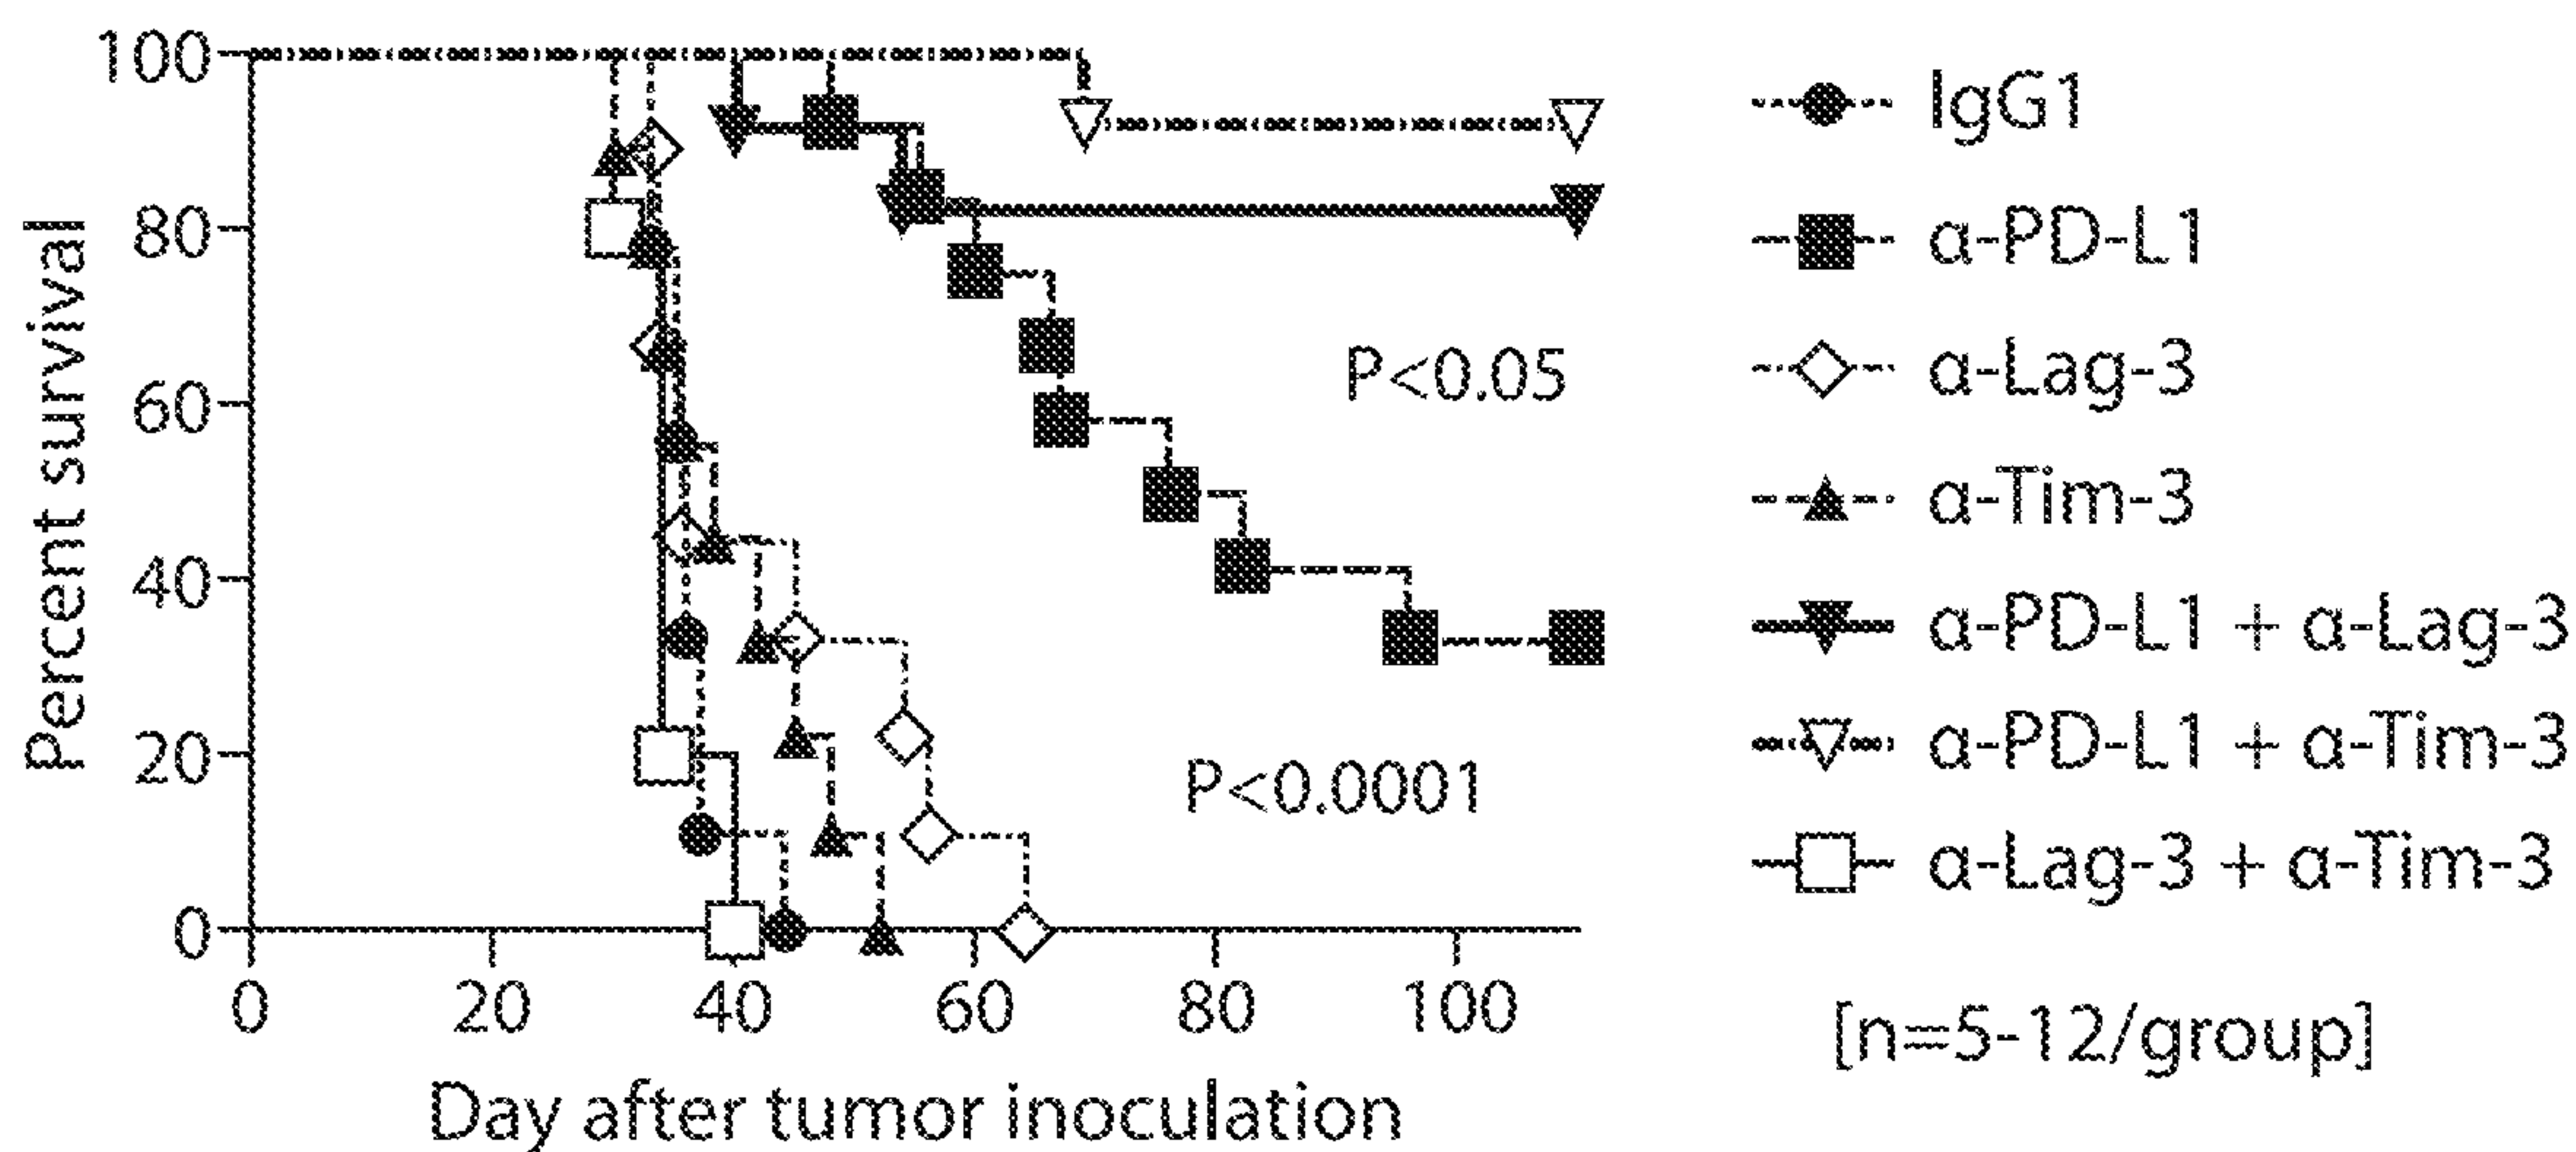 Percent survival
100
80
60
40
20
0
0 20 40 60 80 100
Day after tumor inoculation
P<0.05
P<0.0001
IgG1
α-PD-L1
α-Lag-3
α-Tim-3
α-PD-L1 + α-Lag-3
α-PD-L1 + α-Tim-3
α-Lag-3 + α-Tim-3
[n=5-12/group]